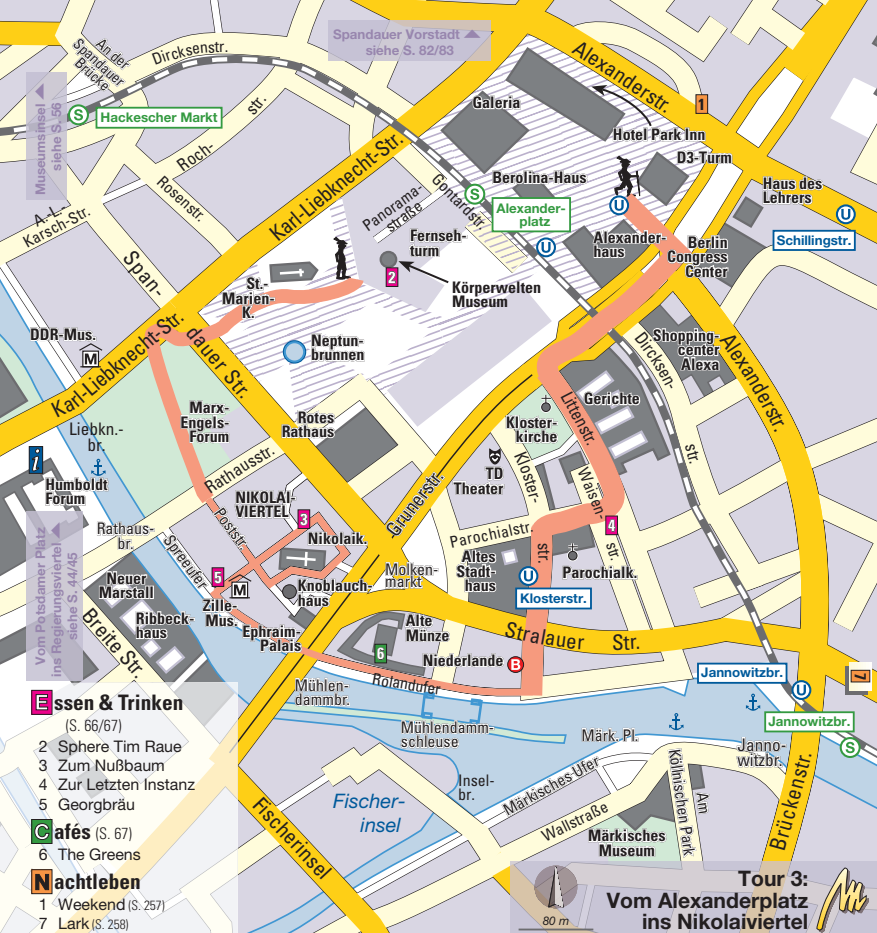 Spandauer Vorstadt
siehe S. 82/83
An der
Spandauer
Brücke
Dircksenstr.
Alexanderstr.
Museumsinsel
siehe S. 56
S
Hackescher Markt
Galeria
1
Hotel Park Inn
D3-Turm
Roch-
str.
Rosenstr.
Karl-Liebknecht-Str.
Gontardstr.
S
Alexander-
platz
Berolina-Haus
U
U
Haus des
Lehrers
U
Schillingstr.
A.-L.-
Karsch-Str.
Panorama-
straße
Fernseh-
turm
2
Alexander-
haus
Berlin
Congress
Center
Span-
dauer Str.
St.-
Marien-
K.
Körperwelten
Museum
DDR-Mus.
M
Karl-Liebknecht-Str.
Neptun-
brunnen
Dircksen-
str.
Shopping-
center
Alexa
Alexanderstr.
Marx-
Engels-
Forum
Rotes
Rathaus
Gerichte
Littenstr.
Kloster-
kirche
Liebkn.-
br.
i
Humboldt
Forum
Rathausstr.
TD
Theater
Kloster-
str.
Waisen-
str.
Grunerstr.
NIKOLAI-
VIERTEL
3
Nikolaik.
Poststr.
Rathaus-
br.
Spreeufer
Parochialstr.
4
Parochialk.
Vom Potsdamer Platz
ins Regierungsviertel
siehe S. 44/45
Neuer
Marstall
5
M
Zille-
Mus.
Knoblauch-
haus
Molken-
markt
Altes
Stadt-
haus
U
Klosterstr.
Ribbeck-
haus
Breite Str.
Ephraim-
Palais
Alte
Münze
6
Stralauer Str.
Niederlande
B
Rolandufer
Mühlen-
dammbr.
Mühlendamm-
schleuse
Jannowitzbr.
U
7
Jannowitzbr.
S
Janno-
witzbr.
Märk. Pl.
Insel-
br.
Märkisches Ufer
Wallstraße
Am
Köllnischen Park
Märkisches
Museum
Brückenstr.
Fischer-
insel
Fischerinsel
Essen & Trinken
(S. 66/67)
2 Sphere Tim Raue
3 Zum Nußbaum
4 Zur Letzten Instanz
5 Georgbräu
Cafés (S. 67)
6 The Greens
Nachtleben
1 Weekend (S. 257)
7 Lark (S. 258)
80 m
Tour 3:
Vom Alexanderplatz
ins Nikolaiviertel